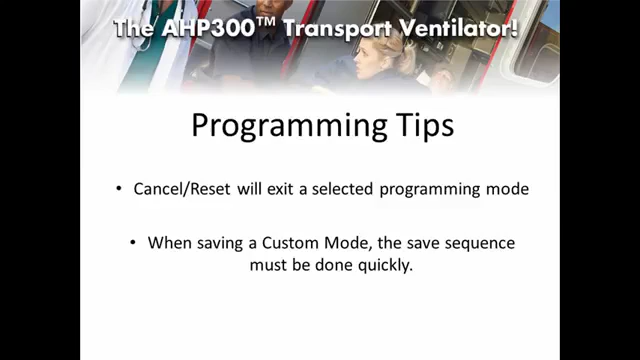 The AHP300™ Transport Ventilator!
Programming Tips
• Cancel/Reset will exit a selected programming mode
• When saving a Custom Mode, the save sequence
must be done quickly.